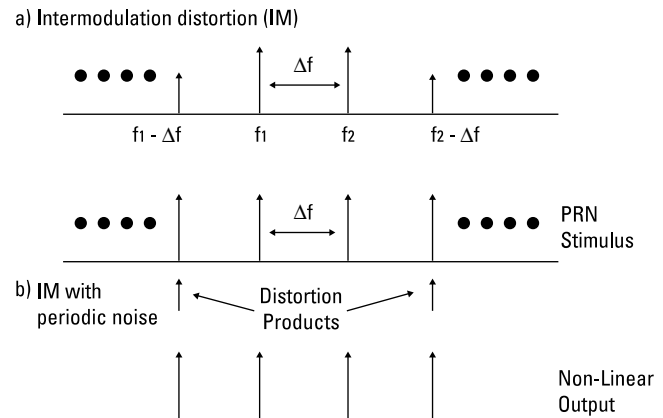 a) Intermodulation distortion (IM)
Δf
f1 - Δf f1 f2 f2 - Δf
Δf
PRN
Stimulus
b) IM with
periodic noise
Distortion
Products
Non-Linear
Output